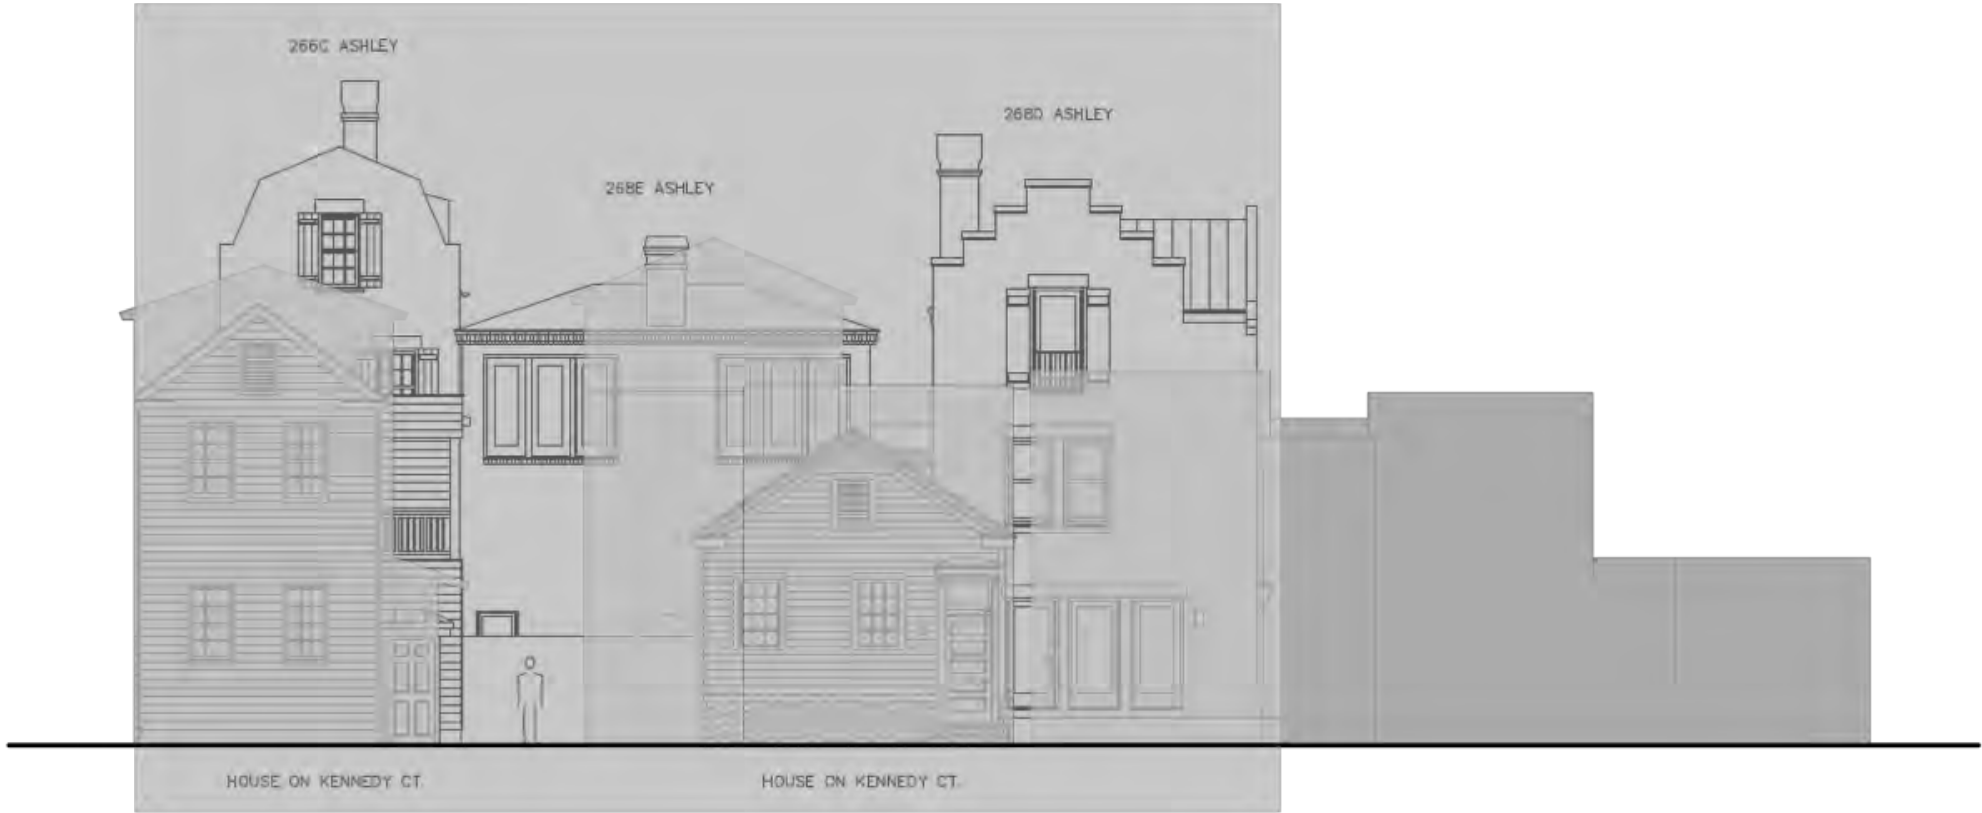 266C ASHLEY
268D ASHLEY
268E ASHLEY
HOUSE ON KENNEDY CT.
HOUSE ON KENNEDY CT.